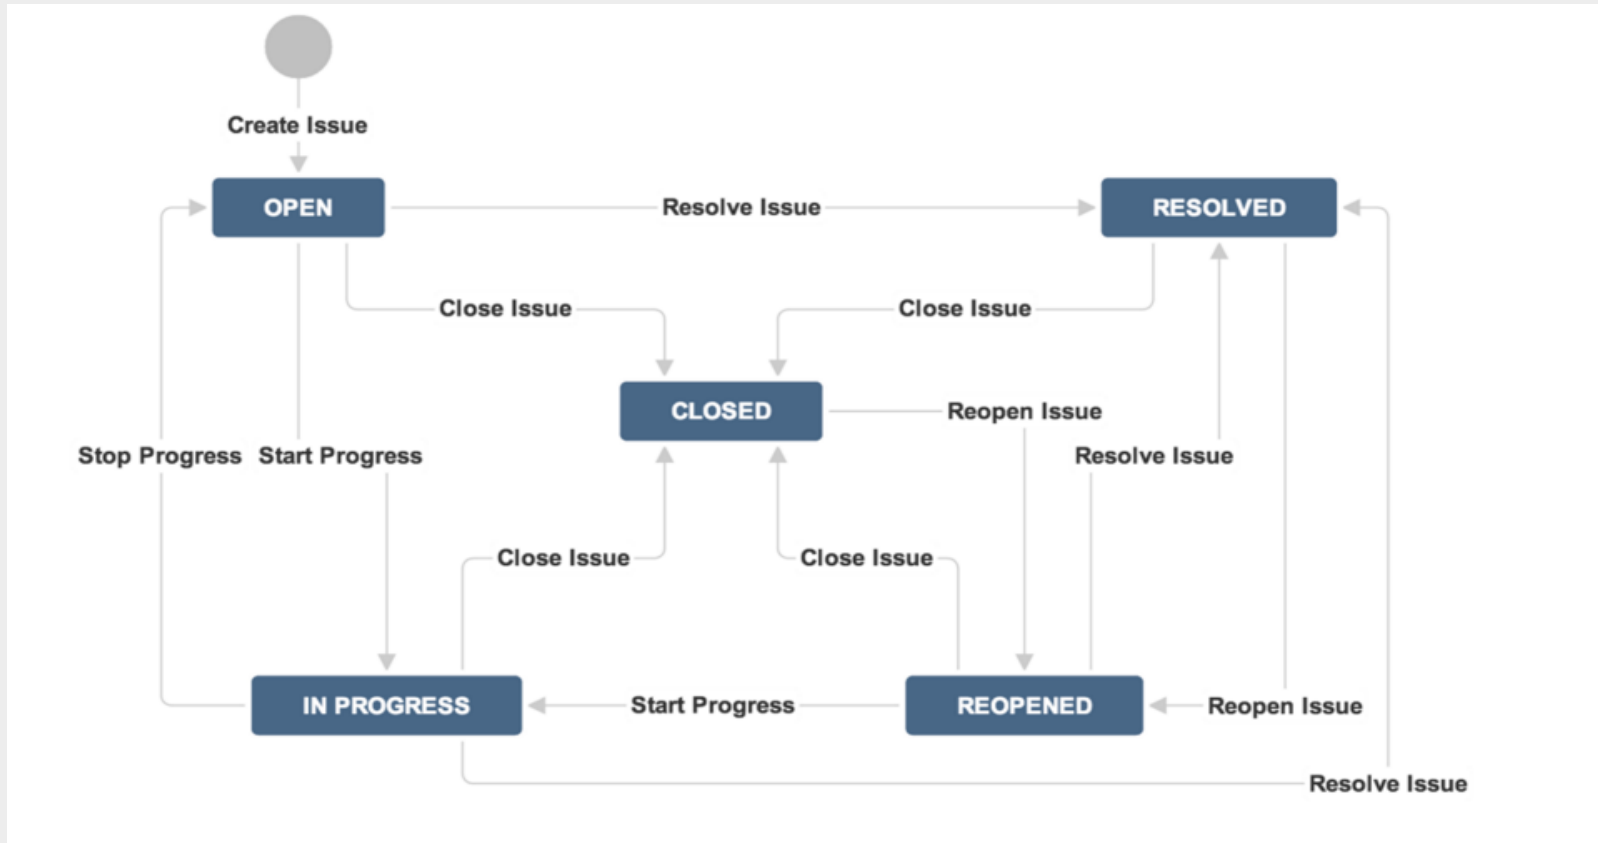 Create Issue
OPEN
Resolve Issue
RESOLVED
Close Issue
Close Issue
CLOSED
Reopen Issue
Stop Progress
Start Progress
Resolve Issue
Close Issue
Close Issue
IN PROGRESS
Start Progress
REOPENED
Reopen Issue
Resolve Issue